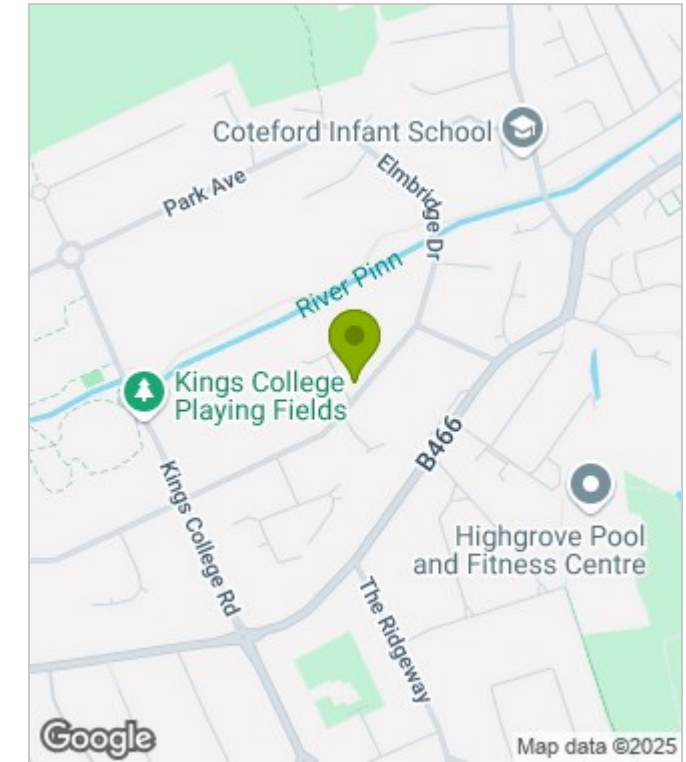 Coteford Infant School
Park Ave
Elmbridge Dr
River Pinn
Kings College
Playing Fields
B466
Kings College Rd
Highgrove Pool
and Fitness Centre
The Ridgeway
Google
Map data ©2025